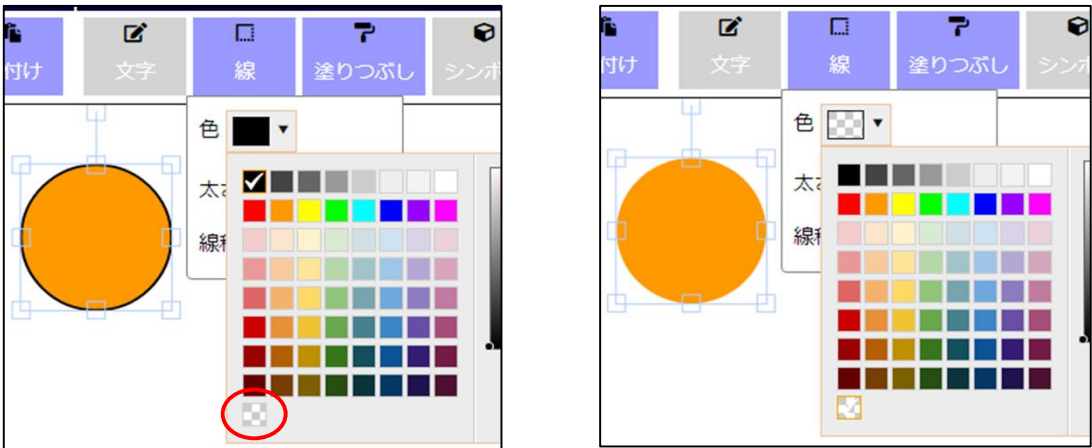 付け 文字 線 塗りつぶし シンボ
色
太さ
線種
付け 文字 線 塗りつぶし シンボ
色
太さ
線種